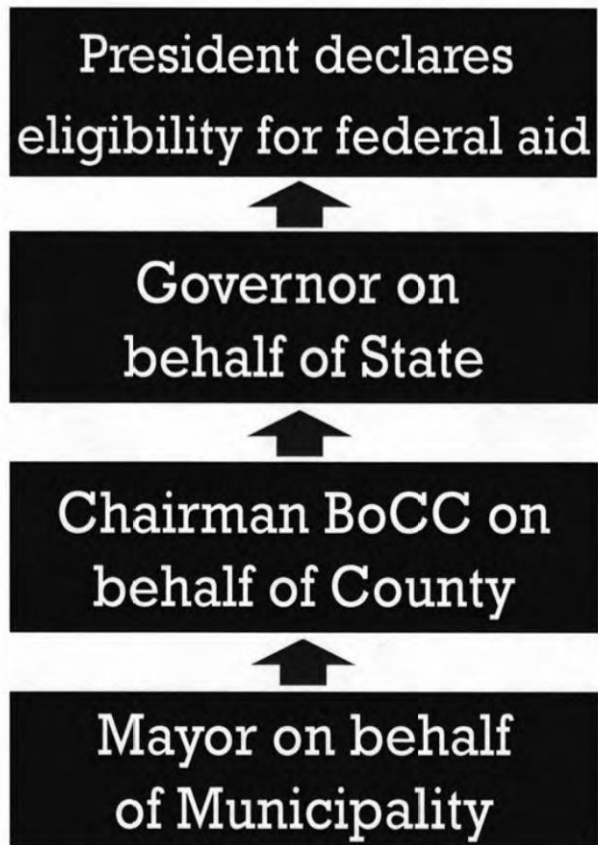 President declares
eligibility for federal aid
Governor on
behalf of State
Chairman BoCC on
behalf of County
Mayor on behalf
of Municipality